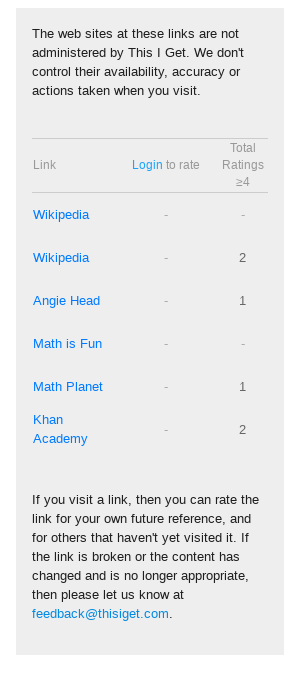 The web sites at these links are not
administered by This I Get. We don't
control their availability, accuracy or
actions taken when you visit.
Link Login to rate Total
Ratings
≥4
Wikipedia - -
Wikipedia - 2
Angie Head - 1
Math is Fun - -
Math Planet - 1
Khan
Academy - 2
If you visit a link, then you can rate the
link for your own future reference, and
for others that haven't yet visited it. If
the link is broken or the content has
changed and is no longer appropriate,
then please let us know at
feedback@thisiget.com.